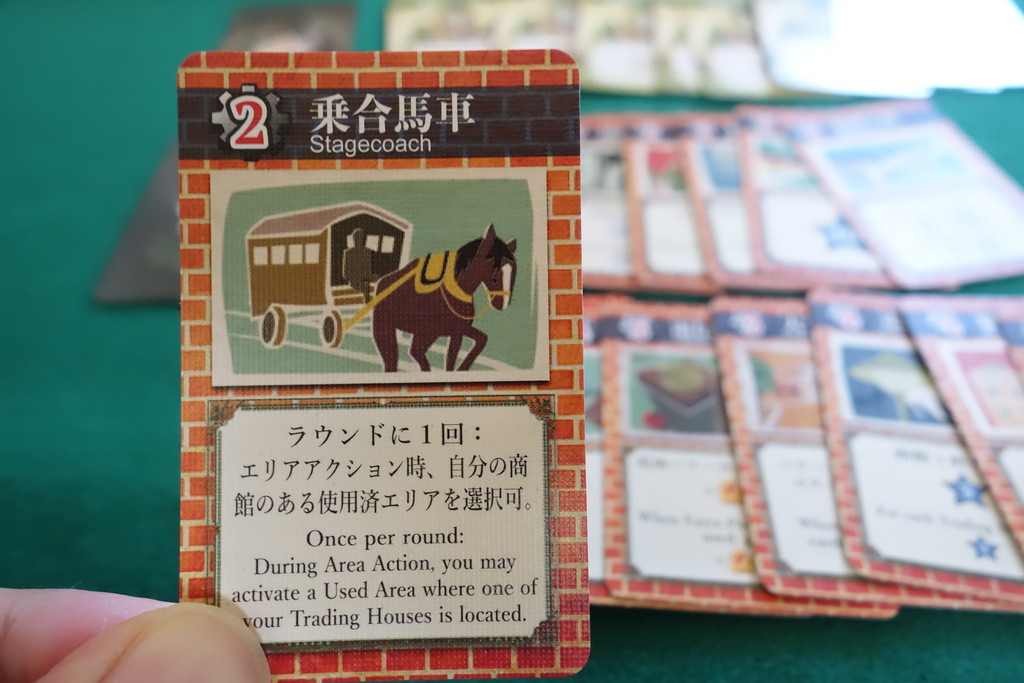 2
乗合馬車
Stagecoach
ラウンドに1回：
エリアアクション時、自分の商
館のある使用済エリアを選択可。
Once per round:
During Area Action, you may
activate a Used Area where one of
your Trading Houses is located.
For each Trading